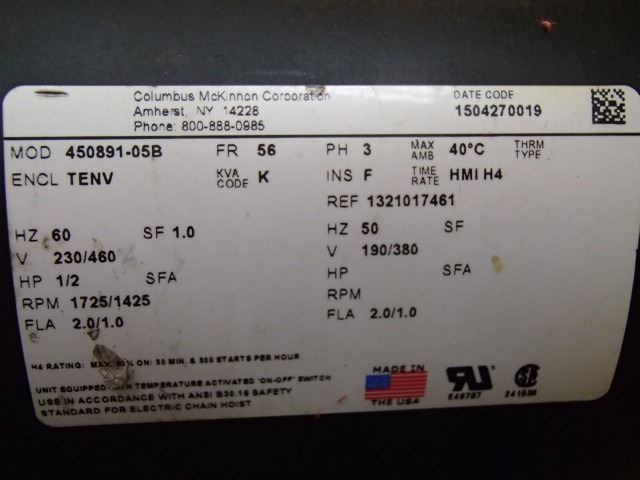 Columbus McKinnon Corporation
Amherst, NY 14228
Phone: 800-888-0985
DATE CODE
1504270019
MOD 450891-05B FR 56 PH 3 MAX AMB 40°C THRM TYPE
ENCL TENV KVA CODE K INS F TIME RATE HMI H4
REF 1321017461
HZ 60 SF 1.0
V 230/460
HP 1/2 SFA
RPM 1725/1425
FLA 2.0/1.0
HZ 50 SF
V 190/380
HP SFA
RPM
FLA 2.0/1.0
H4 RATING: MAX. ON: 30 MIN. & 300 STARTS PER HOUR
UNIT EQUIPPED WITH TEMPERATURE ACTIVATED "ON-OFF" SWITCH
USE IN ACCORDANCE WITH ANSI B30.16 SAFETY
STANDARD FOR ELECTRIC CHAIN HOIST
MADE IN
THE USA